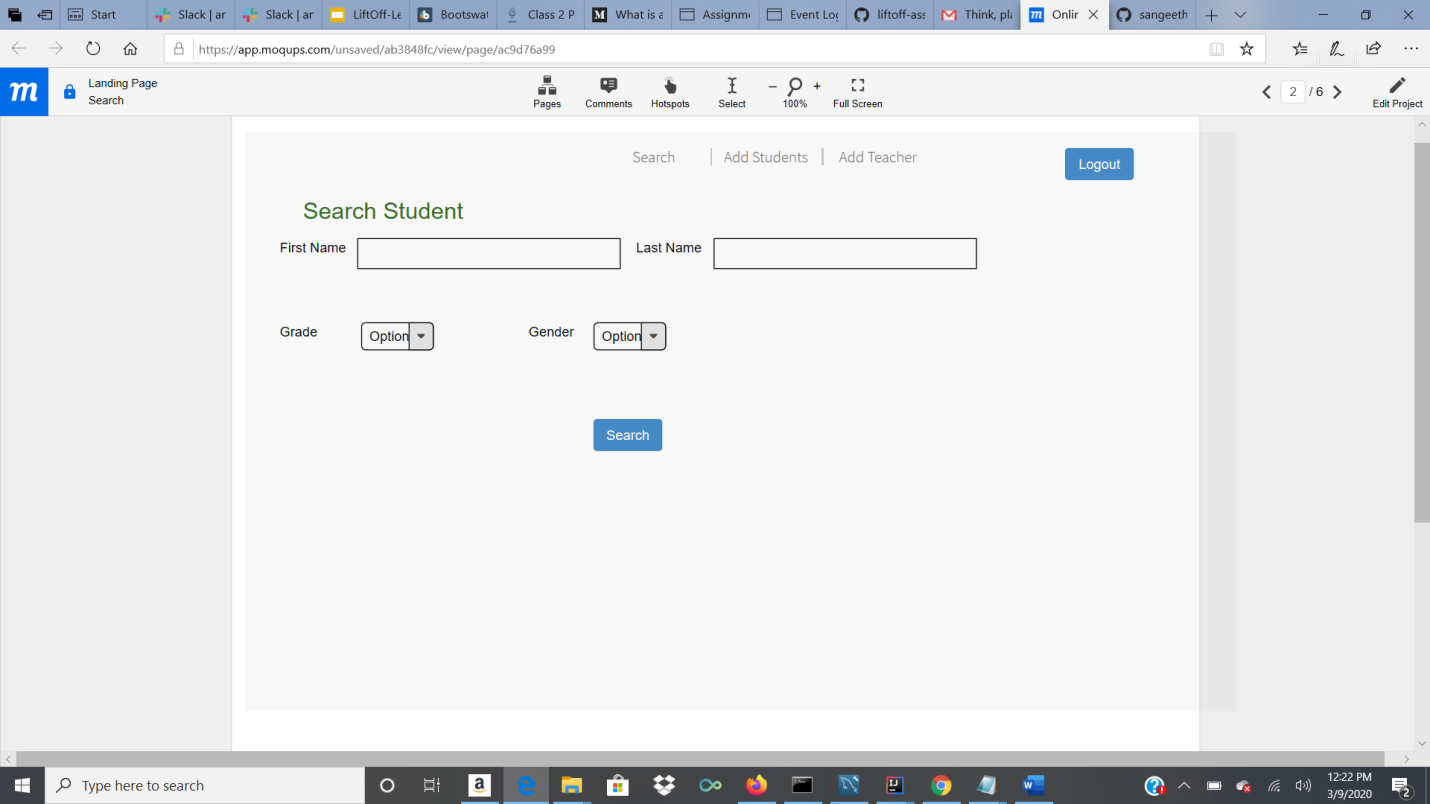 Start
Slack | ar
Slack | ar
LiftOff-Le
Bootswat
Class 2 P
What is a
Assignme
Event Log
liftoff-ass
Think, pla
Onlir
sangeeth
https://app.moqups.com/unsaved/ab3848fc/view/page/ac9d76a99
m
Landing Page
Search
Pages
Comments
Hotspots
Select
− 100% +
Full Screen
2 / 6
Edit Project
Search | Add Students | Add Teacher
Logout
Search Student
First Name
Last Name
Grade
Option
Gender
Option
Search
Type here to search
12:22 PM
3/9/2020
2